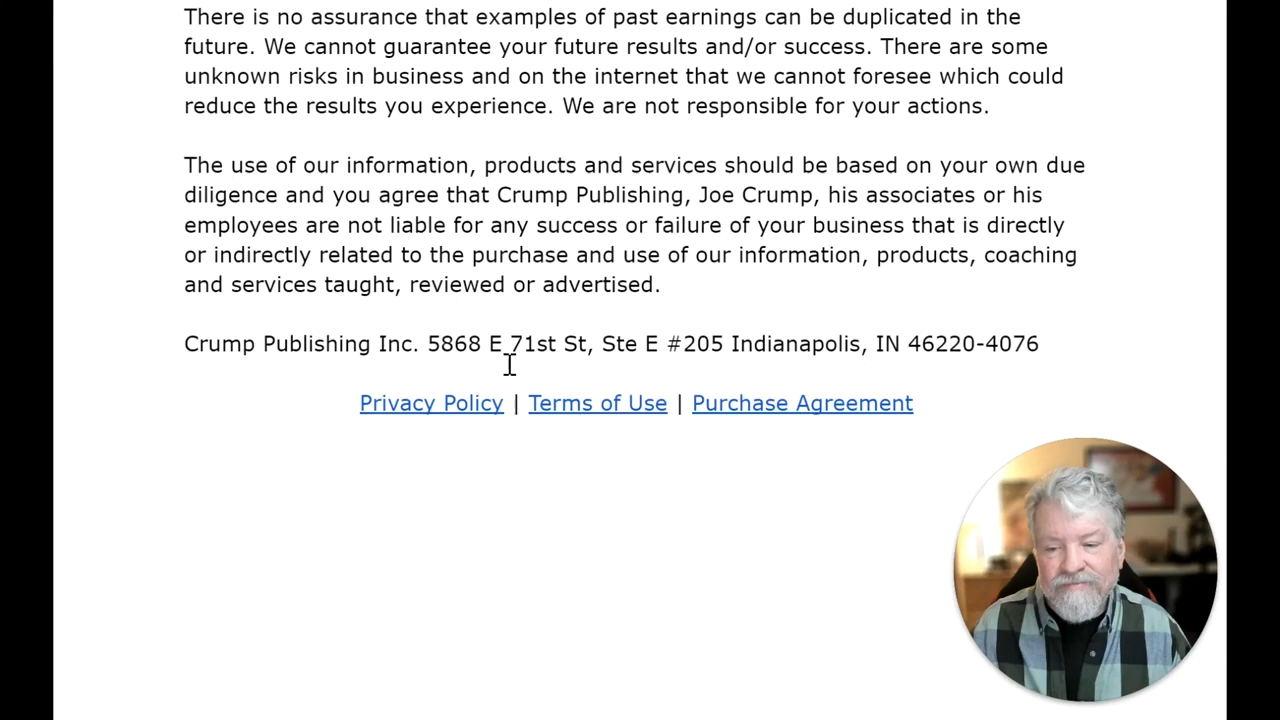 There is no assurance that examples of past earnings can be duplicated in the
future. We cannot guarantee your future results and/or success. There are some
unknown risks in business and on the internet that we cannot foresee which could
reduce the results you experience. We are not responsible for your actions.
The use of our information, products and services should be based on your own due
diligence and you agree that Crump Publishing, Joe Crump, his associates or his
employees are not liable for any success or failure of your business that is directly
or indirectly related to the purchase and use of our information, products, coaching
and services taught, reviewed or advertised.
Crump Publishing Inc. 5868 E 71st St, Ste E #205 Indianapolis, IN 46220-4076
Privacy Policy | Terms of Use | Purchase Agreement